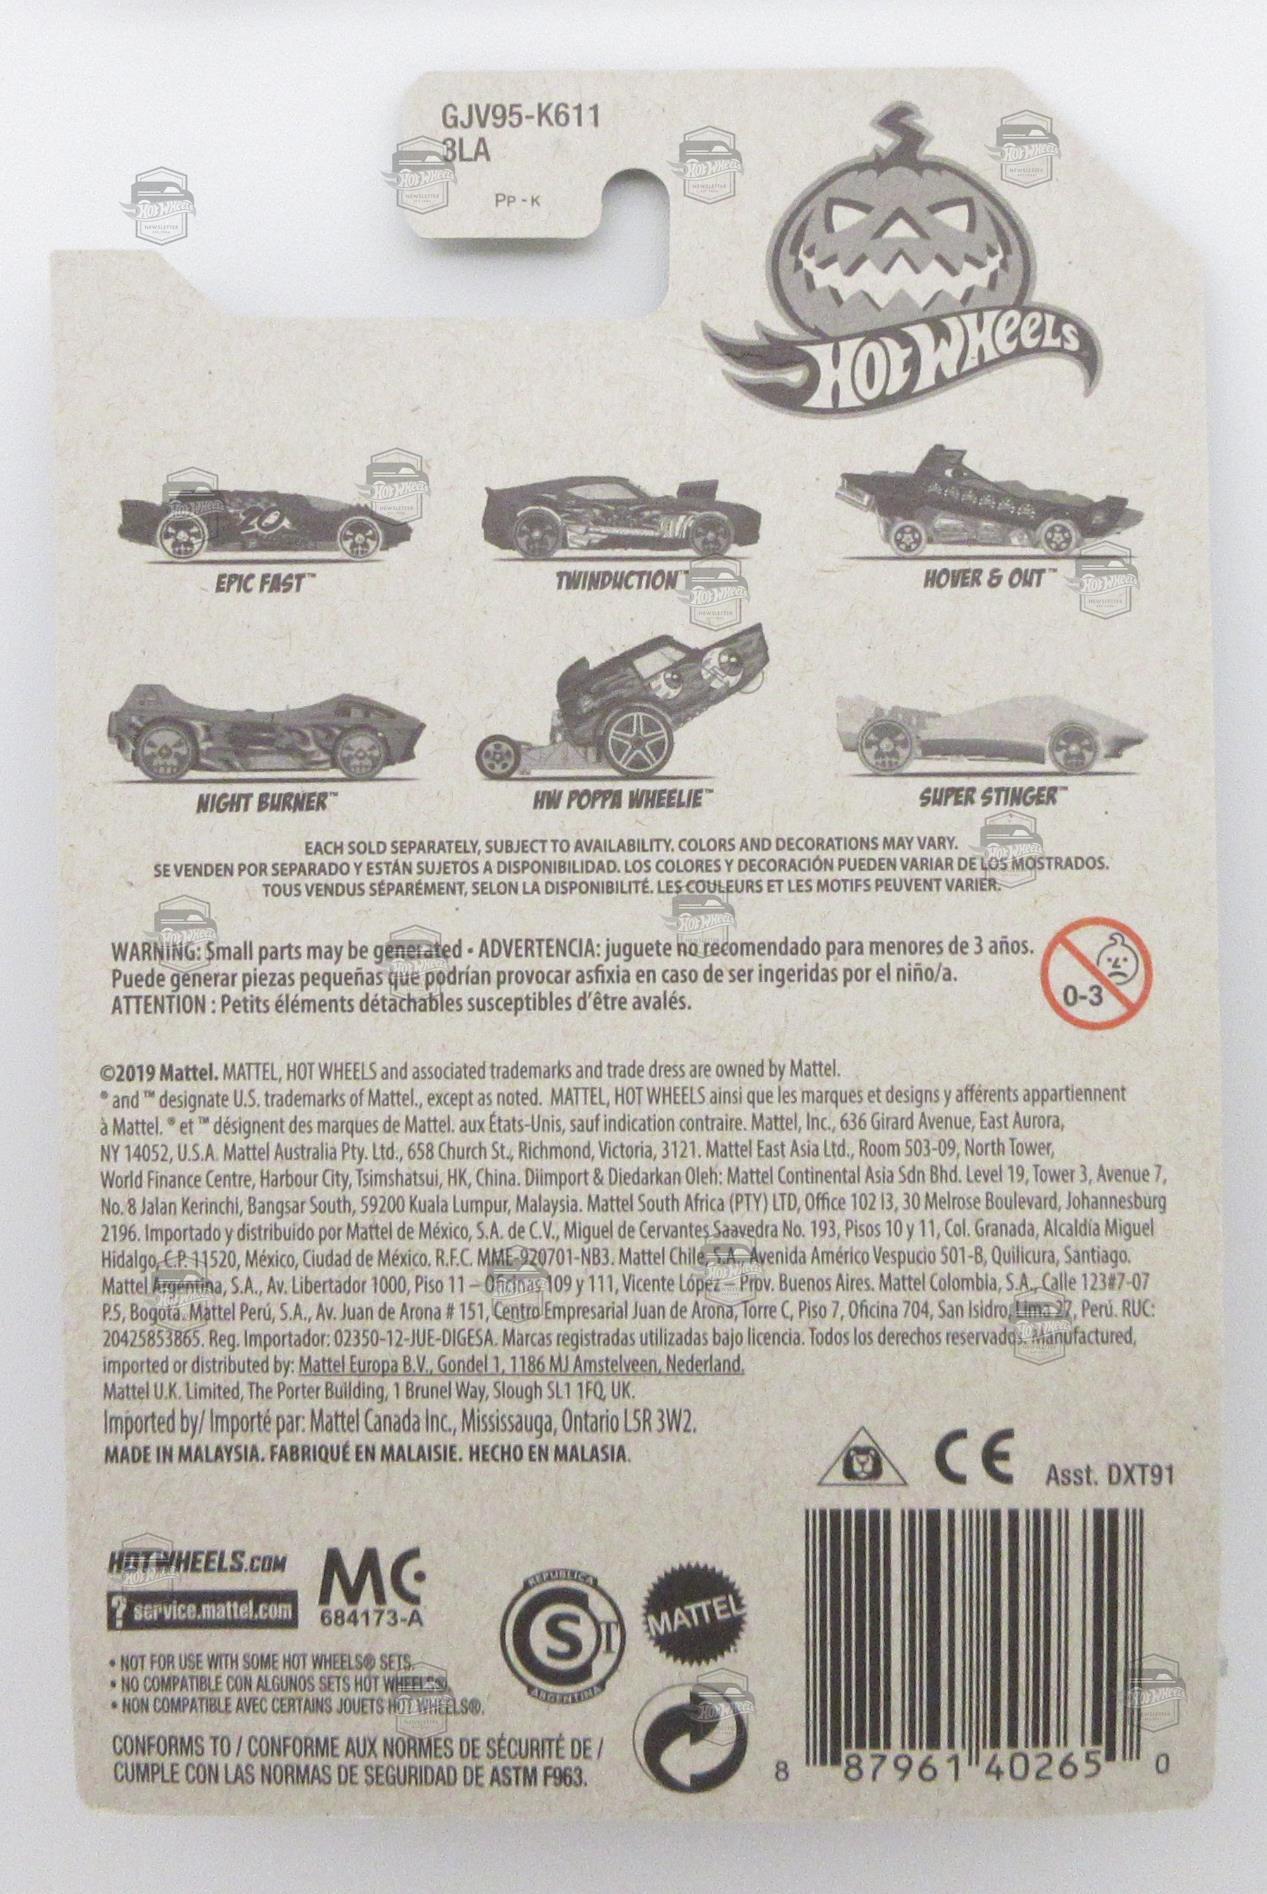 GJV95-K611
3LA
PP - K
HOT WHEELS
EPIC FAST™
TWINDUCTION™
HOVER & OUT™
NIGHT BURNER™
HW POPPA WHEELIE™
SUPER STINGER™
EACH SOLD SEPARATELY, SUBJECT TO AVAILABILITY. COLORS AND DECORATIONS MAY VARY.
SE VENDEN POR SEPARADO Y ESTÁN SUJETOS A DISPONIBILIDAD. LOS COLORES Y DECORACIÓN PUEDEN VARIAR DE LOS MOSTRADOS.
TOUS VENDUS SÉPARÉMENT, SELON LA DISPONIBILITÉ. LES COULEURS ET LES MOTIFS PEUVENT VARIER.
WARNING: Small parts may be generated • ADVERTENCIA: juguete no recomendado para menores de 3 años.
Puede generar piezas pequeñas que podrían provocar asfixia en caso de ser ingeridas por el niño/a.
ATTENTION : Petits éléments détachables susceptibles d'être avalés.
0-3
©2019 Mattel. MATTEL, HOT WHEELS and associated trademarks and trade dress are owned by Mattel.
® and ™ designate U.S. trademarks of Mattel., except as noted. MATTEL, HOT WHEELS ainsi que les marques et designs y afférents appartiennent
à Mattel. ® et ™ désignent des marques de Mattel. aux États-Unis, sauf indication contraire. Mattel, Inc., 636 Girard Avenue, East Aurora,
NY 14052, U.S.A. Mattel Australia Pty. Ltd., 658 Church St., Richmond, Victoria, 3121. Mattel East Asia Ltd., Room 503-09, North Tower,
World Finance Centre, Harbour City, Tsimshatsui, HK, China. Diimport & Diedarkan Oleh: Mattel Continental Asia Sdn Bhd. Level 19, Tower 3, Avenue 7,
No. 8 Jalan Kerinchi, Bangsar South, 59200 Kuala Lumpur, Malaysia. Mattel South Africa (PTY) LTD, Office 102 I3, 30 Melrose Boulevard, Johannesburg
2196. Importado y distribuido por Mattel de México, S.A. de C.V., Miguel de Cervantes Saavedra No. 193, Pisos 10 y 11, Col. Granada, Alcaldía Miguel
Hidalgo, C.P. 11520, México, Ciudad de México. R.F.C. MME-920701-NB3. Mattel Chile, S.A., Avenida Américo Vespucio 501-B, Quilicura, Santiago.
Mattel Argentina, S.A., Av. Libertador 1000, Piso 11 – Oficinas 109 y 111, Vicente López – Prov. Buenos Aires. Mattel Colombia, S.A., Calle 123#7-07
P.5, Bogotá. Mattel Perú, S.A., Av. Juan de Arona # 151, Centro Empresarial Juan de Arona, Torre C, Piso 7, Oficina 704, San Isidro, Lima 27, Perú. RUC:
20425853865. Reg. Importador: 02350-12-JUE-DIGESA. Marcas registradas utilizadas bajo licencia. Todos los derechos reservados. Manufactured,
imported or distributed by: Mattel Europa B.V., Gondel 1, 1186 MJ Amstelveen, Nederland.
Mattel U.K. Limited, The Porter Building, 1 Brunel Way, Slough SL1 1FQ, UK.
Imported by/ Importé par: Mattel Canada Inc., Mississauga, Ontario L5R 3W2.
MADE IN MALAYSIA. FABRIQUÉ EN MALAISIE. HECHO EN MALASIA.
CE
Asst. DXT91
HOTWHEELS.COM
? service.mattel.com
MC
684173-A
REPUBLICA
CST
ARGENTINA
MATTEL
• NOT FOR USE WITH SOME HOT WHEELS® SETS.
• NO COMPATIBLE CON ALGUNOS SETS HOT WHEELS®.
• NON COMPATIBLE AVEC CERTAINS JOUETS HOT WHEELS®.
CONFORMS TO / CONFORME AUX NORMES DE SÉCURITÉ DE /
CUMPLE CON LAS NORMAS DE SEGURIDAD DE ASTM F963.
8 87961 40265 0
HOT WHEELS
NEWSLETTER